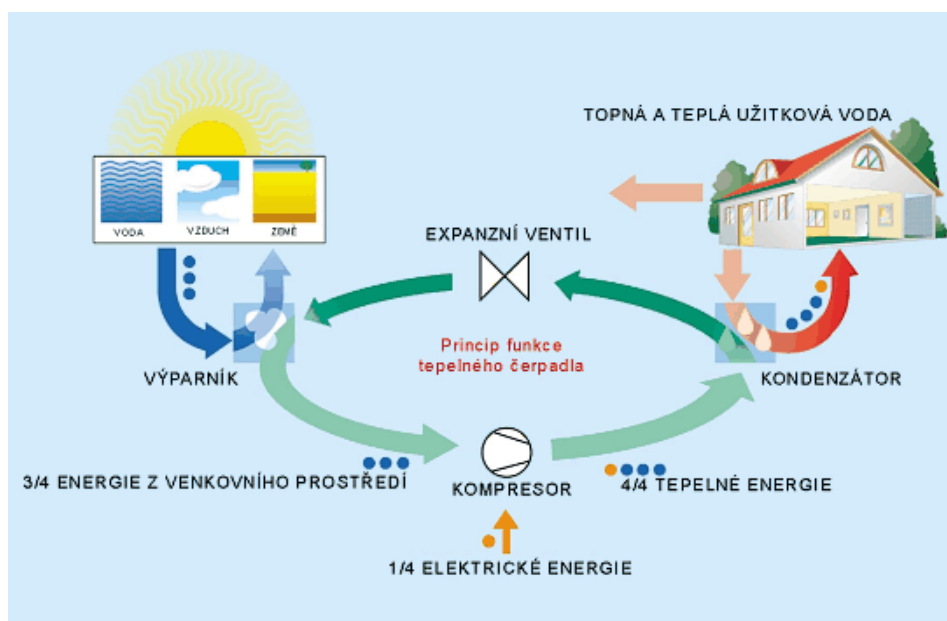 TOPNÁ A TEPLÁ UŽITKOVÁ VODA
VODA
VZDUCH
ZEMĚ
EXPANZNÍ VENTIL
Princip funkce
tepelného čerpadla
VÝPARNÍK
KONDENZÁTOR
3/4 ENERGIE Z VENKOVNÍHO PROSTŘEDÍ
KOMPRESOR
4/4 TEPELNÉ ENERGIE
1/4 ELEKTRICKÉ ENERGIE